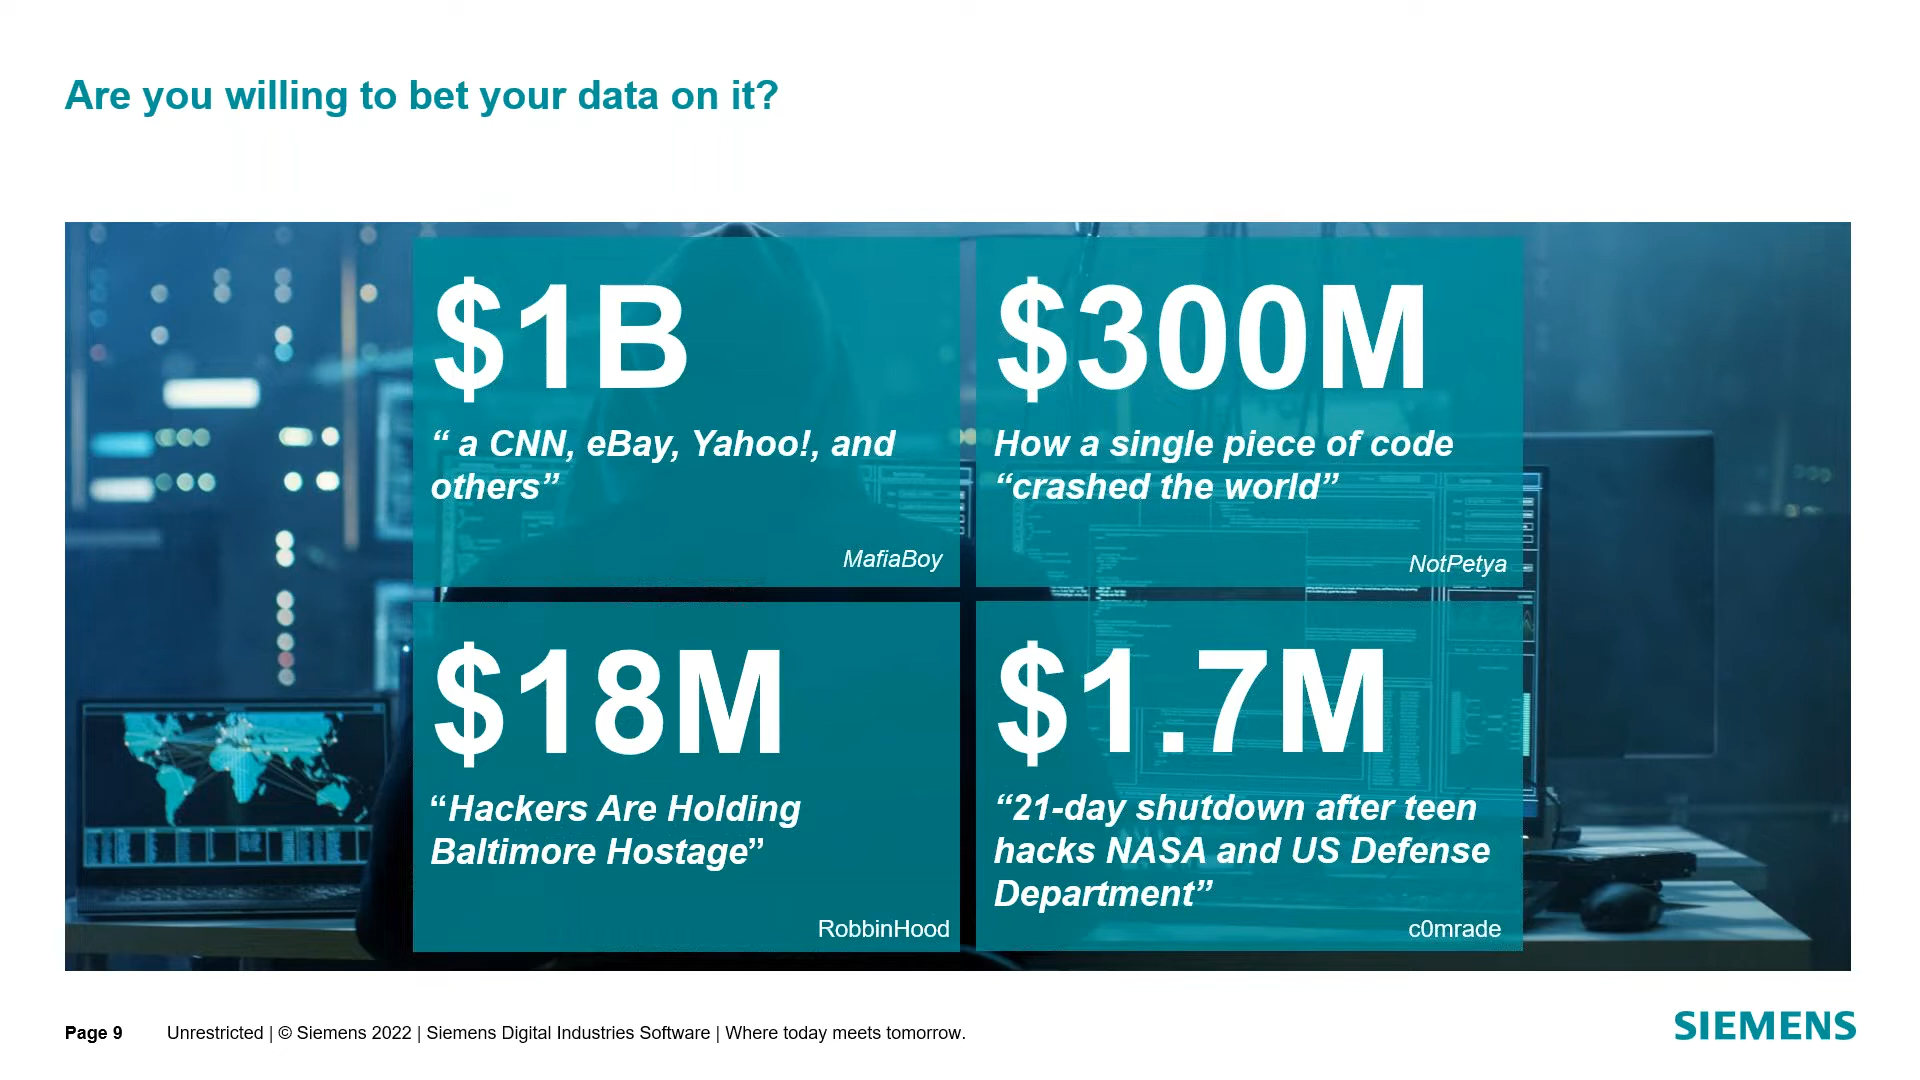 Are you willing to bet your data on it?
$1B
“ a CNN, eBay, Yahoo!, and
others”
MafiaBoy
$300M
How a single piece of code
“crashed the world”
NotPetya
$18M
“Hackers Are Holding
Baltimore Hostage”
RobbinHood
$1.7M
“21-day shutdown after teen
hacks NASA and US Defense
Department”
c0mrade
Page 9 Unrestricted | © Siemens 2022 | Siemens Digital Industries Software | Where today meets tomorrow.
SIEMENS